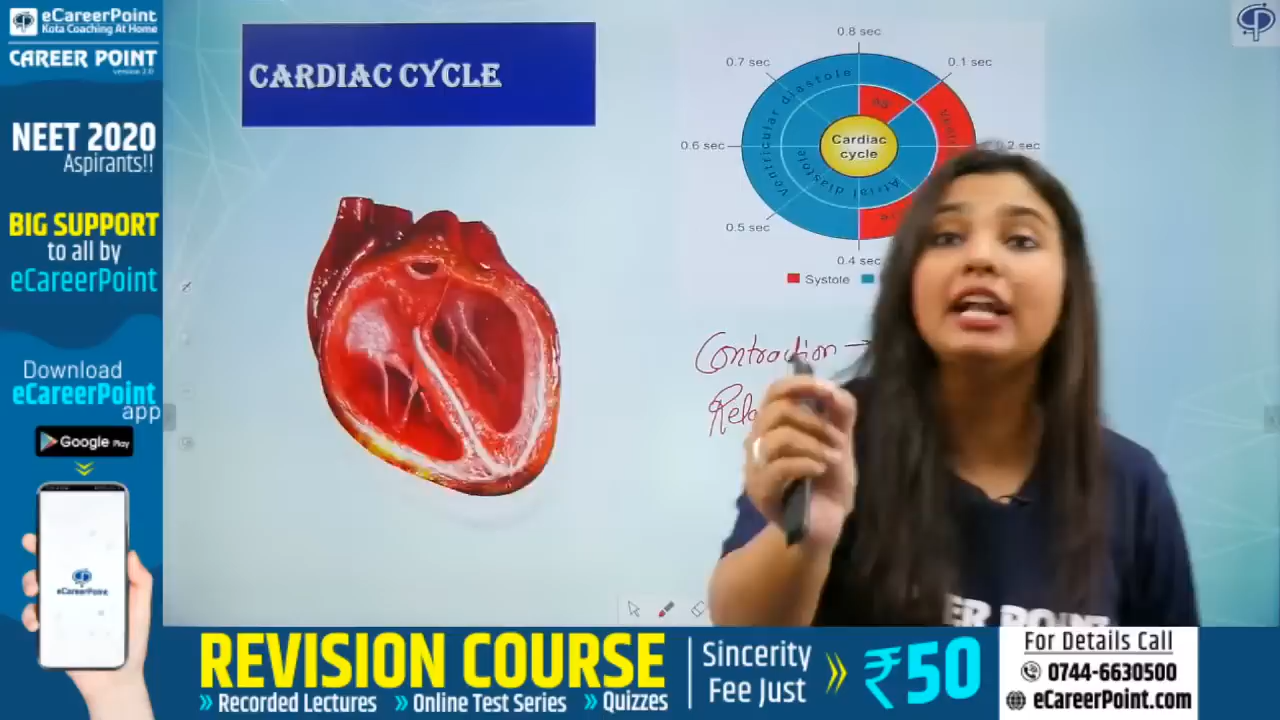 eCareerPoint
Kota Coaching At Home
CAREER POINT
version 2.0
NEET 2020
Aspirants!!
BIG SUPPORT
to all by
eCareerPoint
Download
eCareerPoint
app
Google Play
eCareerPoint
CARDIAC CYCLE
0.8 sec
0.7 sec
0.1 sec
0.6 sec
0.2 sec
0.5 sec
0.4 sec
Ventricular diastole
Atrial diastole
Cardiac
cycle
Systole
Contraction →
ER POINT
REVISION COURSE
» Recorded Lectures » Online Test Series » Quizzes
Sincerity
Fee Just
» ₹50
For Details Call
0744-6630500
eCareerPoint.com